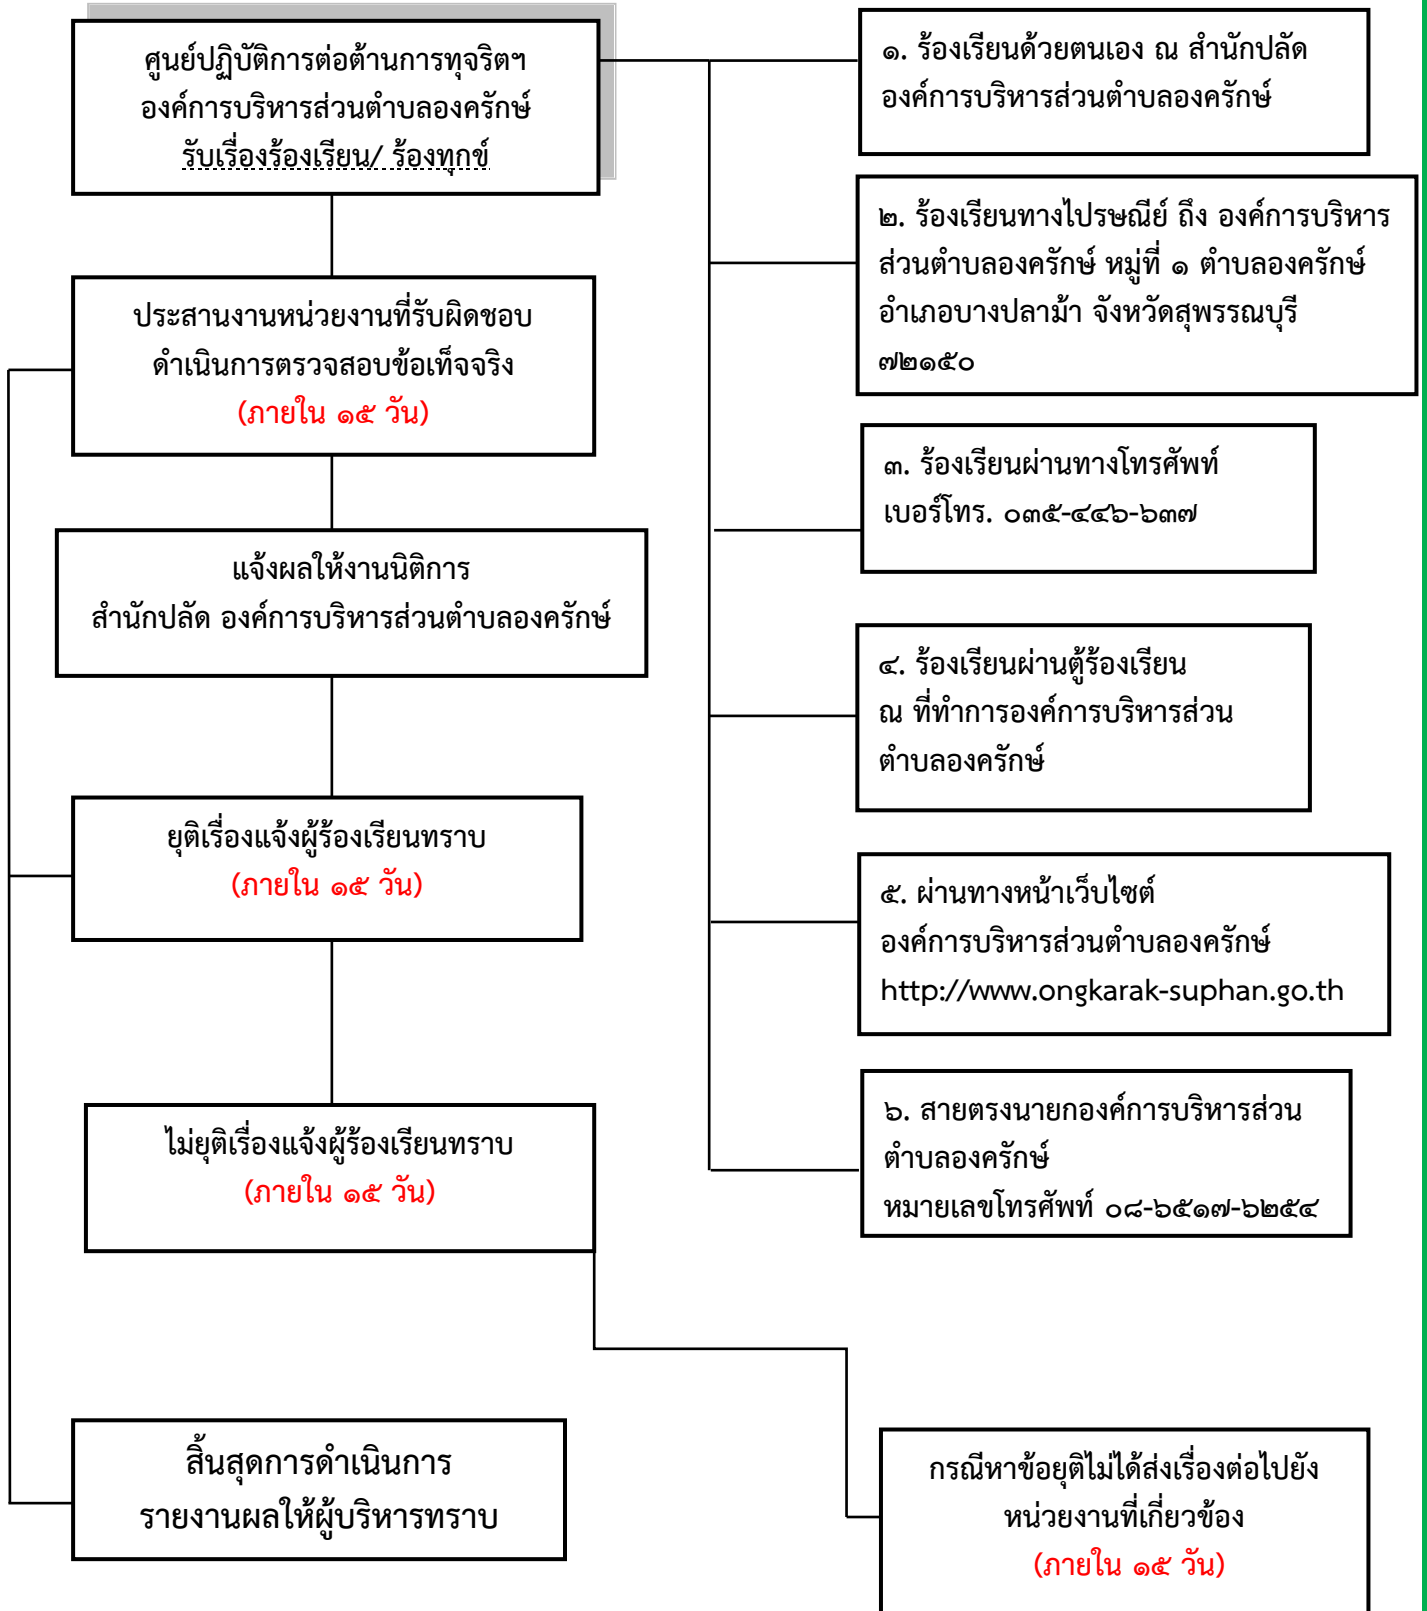 ศูนย์ปฏิบัติการต่อต้านการทุจริตฯ
องค์การบริหารส่วนตำบลองครักษ์
รับเรื่องร้องเรียน/ ร้องทุกข์
ประสานงานหน่วยงานที่รับผิดชอบ
ดำเนินการตรวจสอบข้อเท็จจริง
(ภายใน ๑๕ วัน)
แจ้งผลให้งานนิติการ
สำนักปลัด องค์การบริหารส่วนตำบลองครักษ์
ยุติเรื่องแจ้งผู้ร้องเรียนทราบ
(ภายใน ๑๕ วัน)
ไม่ยุติเรื่องแจ้งผู้ร้องเรียนทราบ
(ภายใน ๑๕ วัน)
สิ้นสุดการดำเนินการ
รายงานผลให้ผู้บริหารทราบ
๑. ร้องเรียนด้วยตนเอง ณ สำนักปลัด
องค์การบริหารส่วนตำบลองครักษ์
๒. ร้องเรียนทางไปรษณีย์ ถึง องค์การบริหาร
ส่วนตำบลองครักษ์ หมู่ที่ ๑ ตำบลองครักษ์
อำเภอบางปลาม้า จังหวัดสุพรรณบุรี
๗๒๑๕๐
๓. ร้องเรียนผ่านทางโทรศัพท์
เบอร์โทร. ๐๓๕-๔๔๖-๖๓๗
๔. ร้องเรียนผ่านตู้ร้องเรียน
ณ ที่ทำการองค์การบริหารส่วน
ตำบลองครักษ์
๕. ผ่านทางหน้าเว็บไซต์
องค์การบริหารส่วนตำบลองครักษ์
http://www.ongkarak-suphan.go.th
๖. สายตรงนายกองค์การบริหารส่วน
ตำบลองครักษ์
หมายเลขโทรศัพท์ ๐๘-๖๕๑๗-๖๒๕๔
กรณีหาข้อยุติไม่ได้ส่งเรื่องต่อไปยัง
หน่วยงานที่เกี่ยวข้อง
(ภายใน ๑๕ วัน)